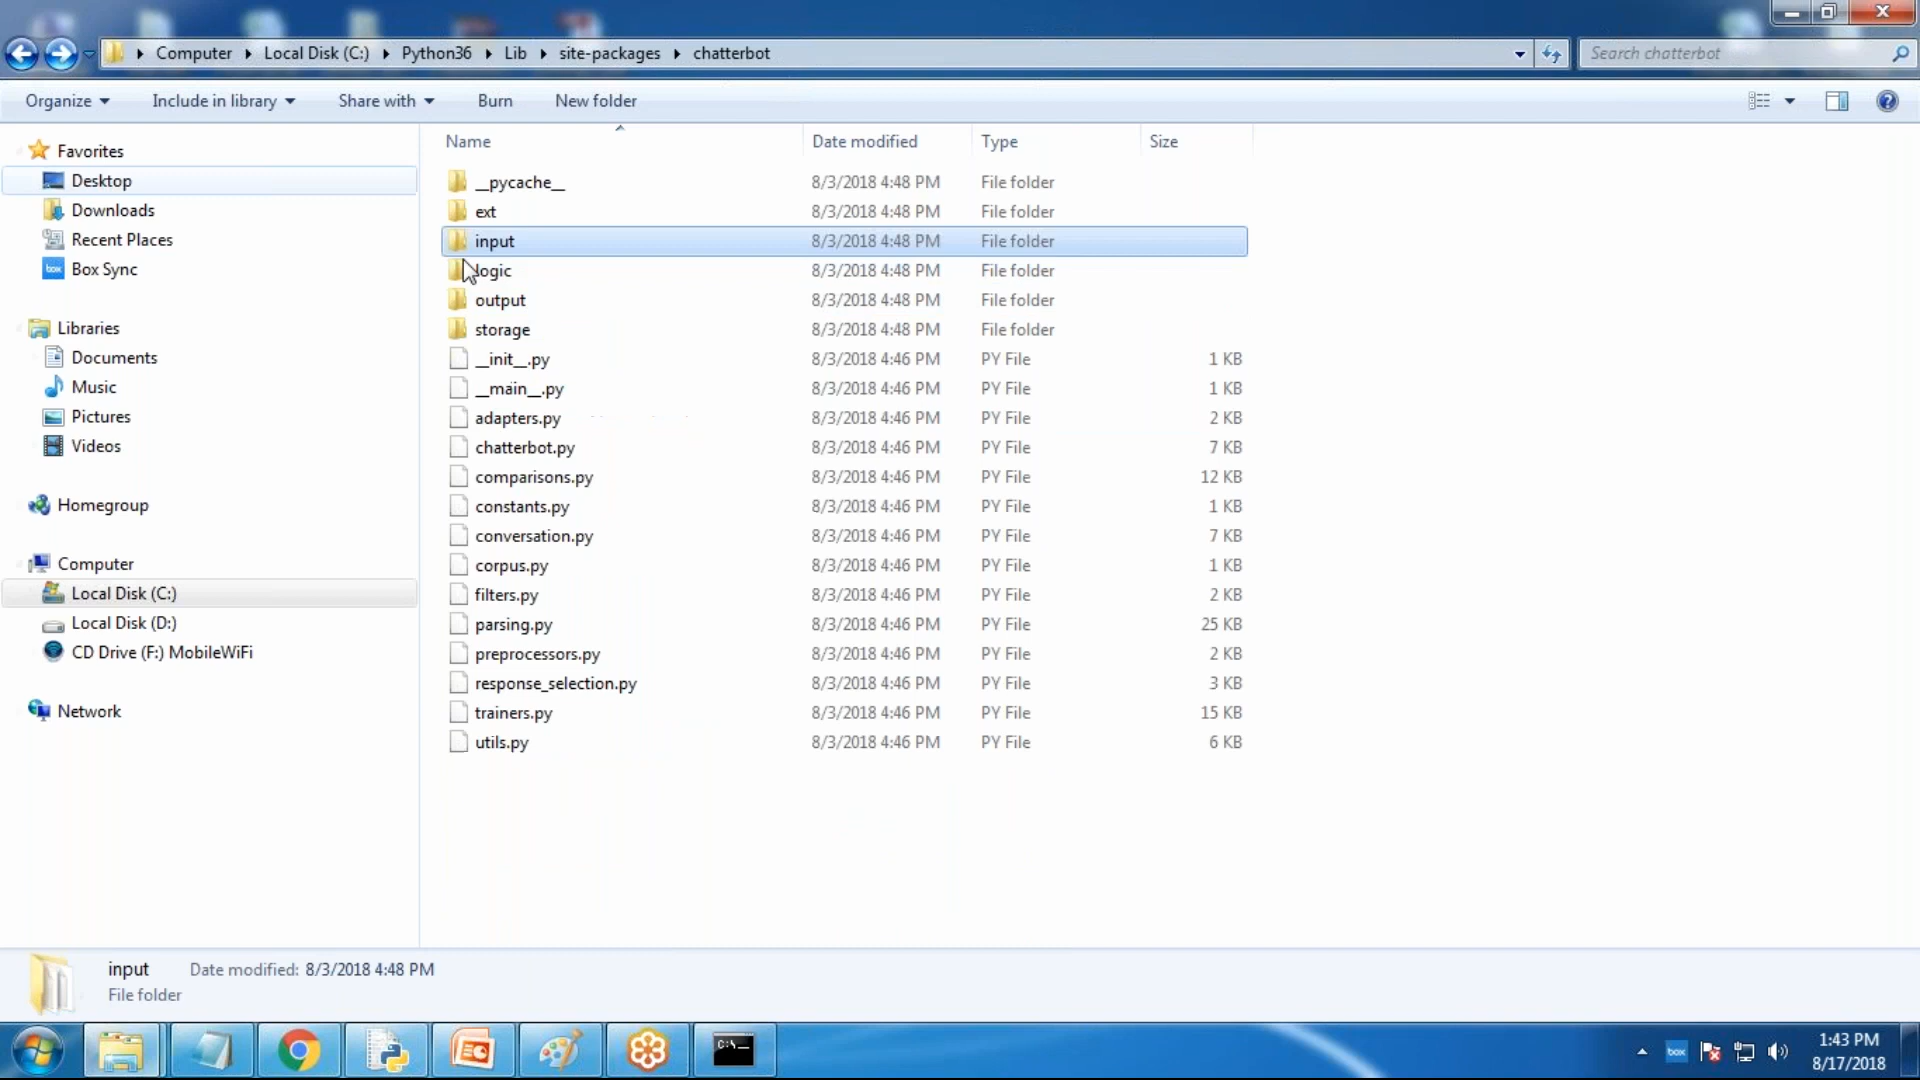 Computer Local Disk (C:) Python36 Lib site-packages chatterbot
Search chatterbot
Organize Include in library Share with Burn New folder
Name Date modified Type Size
Favorites
Desktop
Downloads
Recent Places
Box Sync
Libraries
Documents
Music
Pictures
Videos
Homegroup
Computer
Local Disk (C:)
Local Disk (D:)
CD Drive (F:) MobileWiFi
Network
__pycache__ 8/3/2018 4:48 PM File folder
ext 8/3/2018 4:48 PM File folder
input 8/3/2018 4:48 PM File folder
logic 8/3/2018 4:48 PM File folder
output 8/3/2018 4:48 PM File folder
storage 8/3/2018 4:48 PM File folder
__init__.py 8/3/2018 4:46 PM PY File 1 KB
__main__.py 8/3/2018 4:46 PM PY File 1 KB
adapters.py 8/3/2018 4:46 PM PY File 2 KB
chatterbot.py 8/3/2018 4:46 PM PY File 7 KB
comparisons.py 8/3/2018 4:46 PM PY File 12 KB
constants.py 8/3/2018 4:46 PM PY File 1 KB
conversation.py 8/3/2018 4:46 PM PY File 7 KB
corpus.py 8/3/2018 4:46 PM PY File 1 KB
filters.py 8/3/2018 4:46 PM PY File 2 KB
parsing.py 8/3/2018 4:46 PM PY File 25 KB
preprocessors.py 8/3/2018 4:46 PM PY File 2 KB
response_selection.py 8/3/2018 4:46 PM PY File 3 KB
trainers.py 8/3/2018 4:46 PM PY File 15 KB
utils.py 8/3/2018 4:46 PM PY File 6 KB
input Date modified: 8/3/2018 4:48 PM
File folder
box
C:\
1:43 PM
8/17/2018